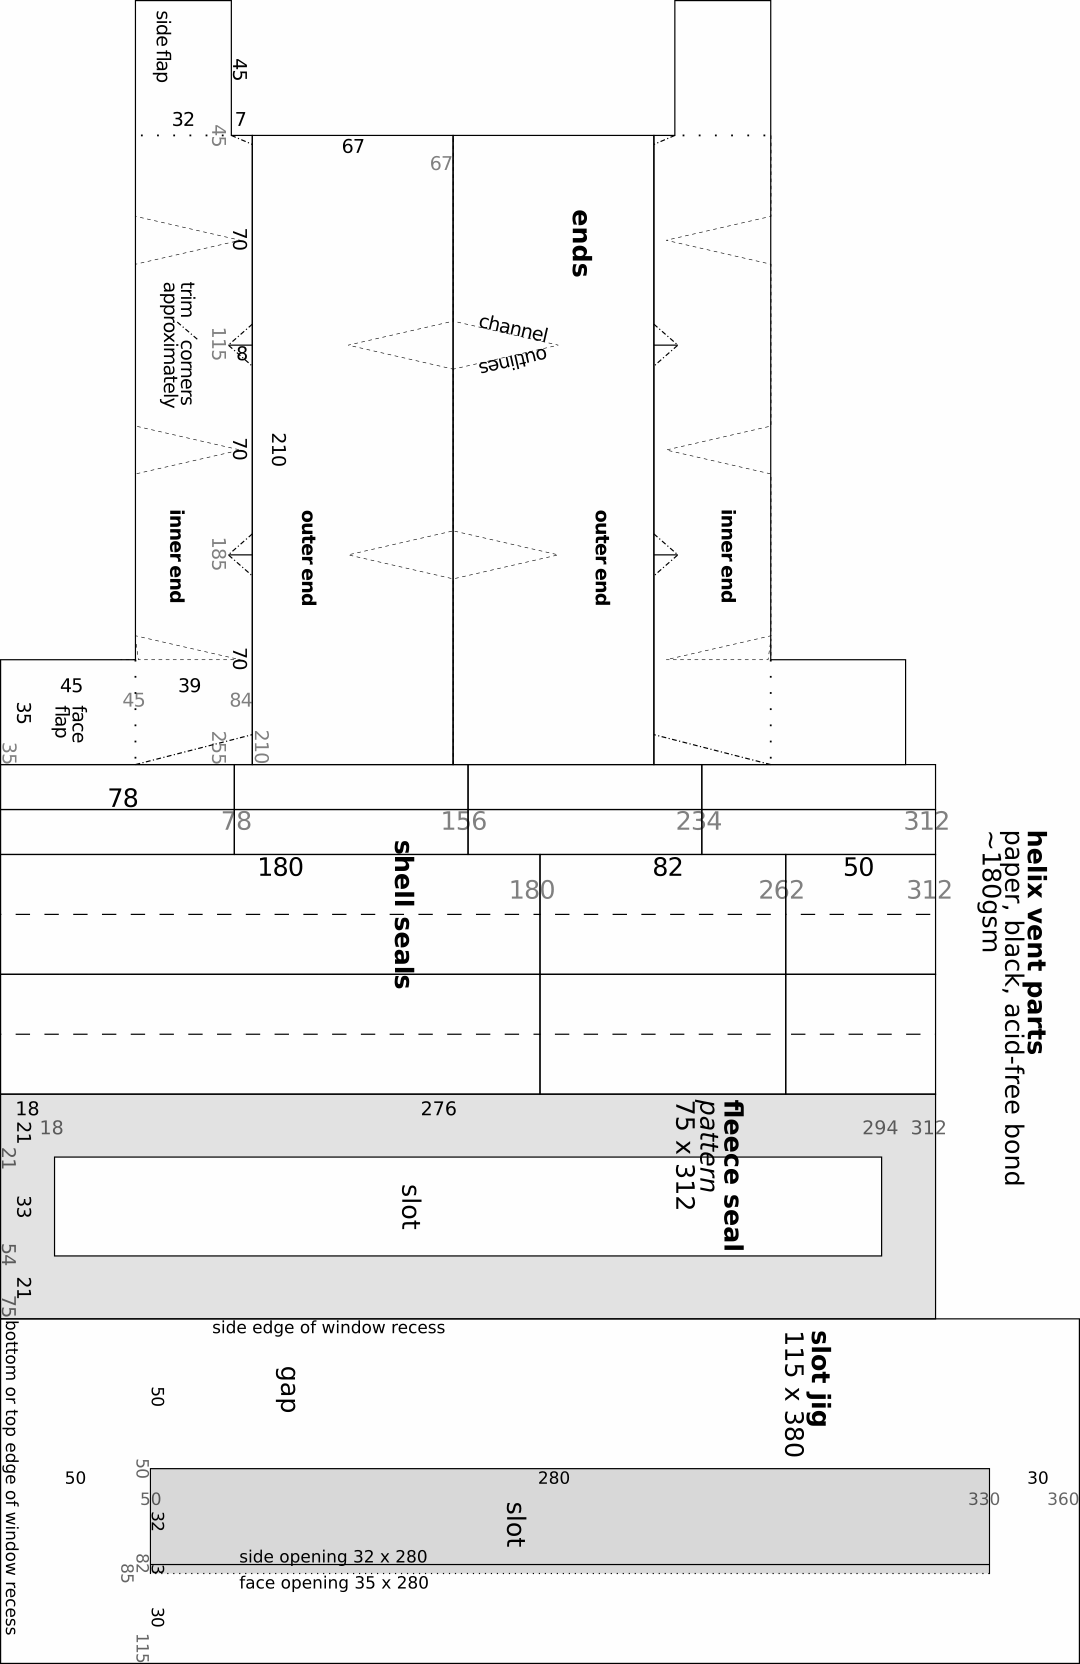 side flap
45
32
7
45
67
67
ends
70
trim corners
approximately
115
8
channel
outlines
70
210
inner end
185
outer end
outer end
inner end
70
45
39
45
84
35
face
flap
35
255
210
78
78
156
234
312
shell seals
180
82
50
180
262
312
helix vent parts
paper, black, acid-free bond
~180gsm
18
276
21
18
294
312
21
fleece seal
pattern
75 x 312
33
slot
54
21
75
side edge of window recess
bottom or top edge of window recess
gap
slot jig
115 x 380
50
50
50
280
30
50
330
360
32
slot
side opening 32 x 280
82
3
85
face opening 35 x 280
30
115